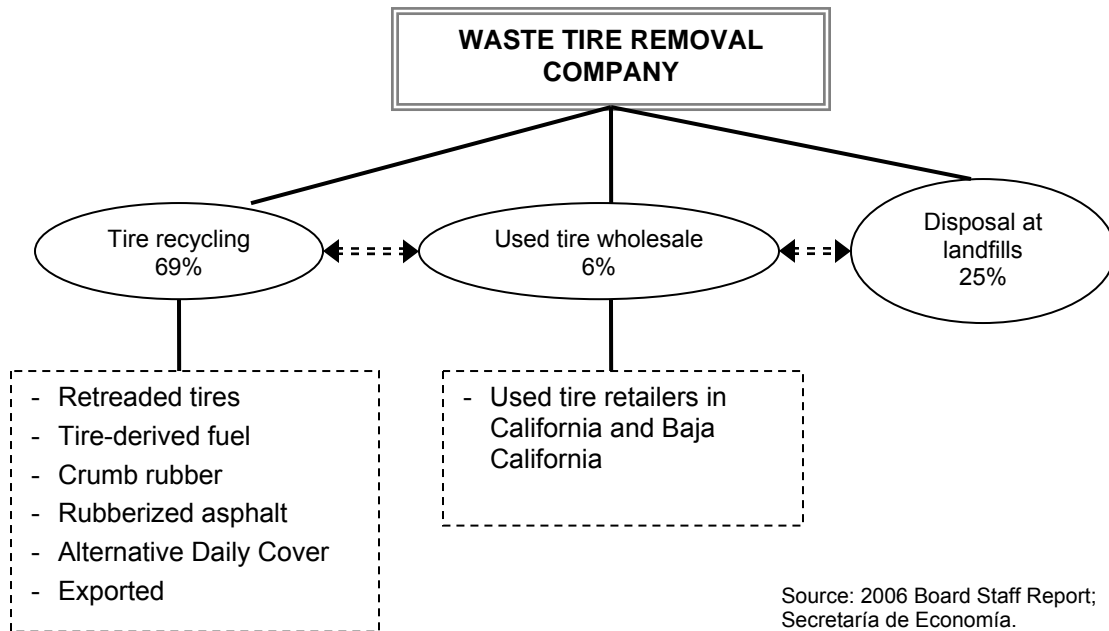 WASTE TIRE REMOVAL
COMPANY
Tire recycling
69%
Used tire wholesale
6%
Disposal at
landfills
25%
- Retreaded tires
- Tire-derived fuel
- Crumb rubber
- Rubberized asphalt
- Alternative Daily Cover
- Exported
- Used tire retailers in
California and Baja
California
Source: 2006 Board Staff Report;
Secretaría de Economía.